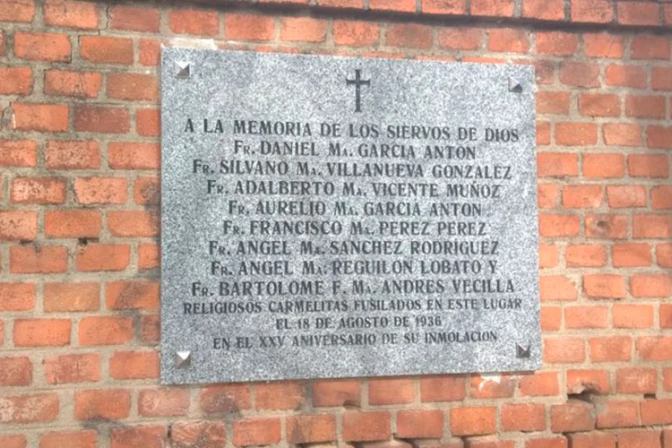 A LA MEMORIA DE LOS SIERVOS DE DIOS
FR. DANIEL Mª. GARCIA ANTON
FR. SILVANO Mª. VILLANUEVA GONZALEZ
FR. ADALBERTO Mª. VICENTE MUÑOZ
FR. AURELIO Mª. GARCIA ANTON
FR. FRANCISCO Mª. PEREZ PEREZ
FR. ANGEL Mª. SANCHEZ RODRIGUEZ
FR. ANGEL Mª. REGUILON LOBATO Y
FR. BARTOLOME F. Mª. ANDRES VECILLA
RELIGIOSOS CARMELITAS FUSILADOS EN ESTE LUGAR
EL 18 DE AGOSTO DE 1936
EN EL XXV ANIVERSARIO DE SU INMOLACION